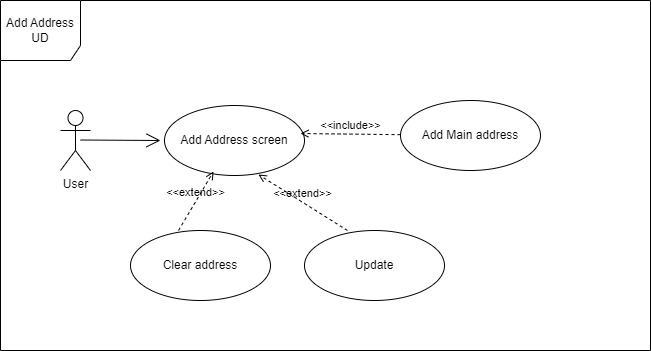 Add Address
UD
<<include>>
Add Address screen
Add Main address
User
<<extend>>
<<extend>>
Clear address
Update